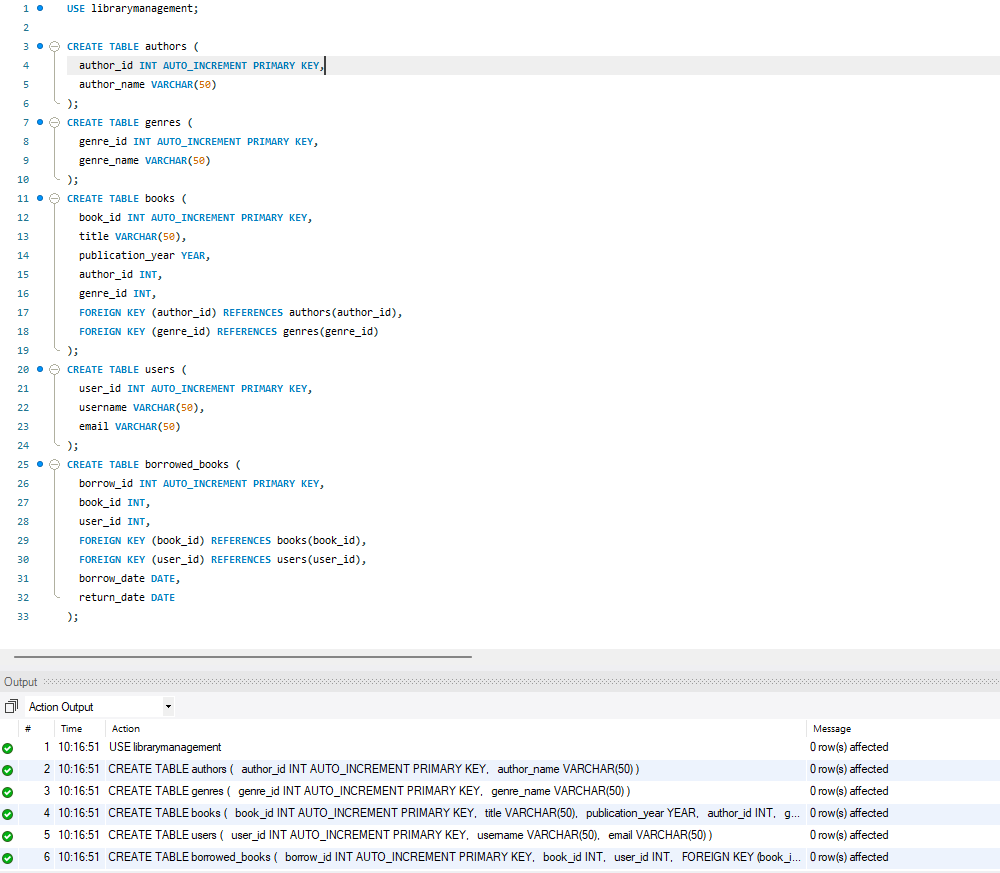 1 USE librarymanagement;
2
3 CREATE TABLE authors (
4 author_id INT AUTO_INCREMENT PRIMARY KEY,
5 author_name VARCHAR(50)
6 );
7 CREATE TABLE genres (
8 genre_id INT AUTO_INCREMENT PRIMARY KEY,
9 genre_name VARCHAR(50)
10 );
11 CREATE TABLE books (
12 book_id INT AUTO_INCREMENT PRIMARY KEY,
13 title VARCHAR(50),
14 publication_year YEAR,
15 author_id INT,
16 genre_id INT,
17 FOREIGN KEY (author_id) REFERENCES authors(author_id),
18 FOREIGN KEY (genre_id) REFERENCES genres(genre_id)
19 );
20 CREATE TABLE users (
21 user_id INT AUTO_INCREMENT PRIMARY KEY,
22 username VARCHAR(50),
23 email VARCHAR(50)
24 );
25 CREATE TABLE borrowed_books (
26 borrow_id INT AUTO_INCREMENT PRIMARY KEY,
27 book_id INT,
28 user_id INT,
29 FOREIGN KEY (book_id) REFERENCES books(book_id),
30 FOREIGN KEY (user_id) REFERENCES users(user_id),
31 borrow_date DATE,
32 return_date DATE
33 );
Output
Action Output
# Time Action Message
1 10:16:51 USE librarymanagement 0 row(s) affected
2 10:16:51 CREATE TABLE authors ( author_id INT AUTO_INCREMENT PRIMARY KEY, author_name VARCHAR(50) ) 0 row(s) affected
3 10:16:51 CREATE TABLE genres ( genre_id INT AUTO_INCREMENT PRIMARY KEY, genre_name VARCHAR(50) ) 0 row(s) affected
4 10:16:51 CREATE TABLE books ( book_id INT AUTO_INCREMENT PRIMARY KEY, title VARCHAR(50), publication_year YEAR, author_id INT, g... 0 row(s) affected
5 10:16:51 CREATE TABLE users ( user_id INT AUTO_INCREMENT PRIMARY KEY, username VARCHAR(50), email VARCHAR(50) ) 0 row(s) affected
6 10:16:51 CREATE TABLE borrowed_books ( borrow_id INT AUTO_INCREMENT PRIMARY KEY, book_id INT, user_id INT, FOREIGN KEY (book_i... 0 row(s) affected